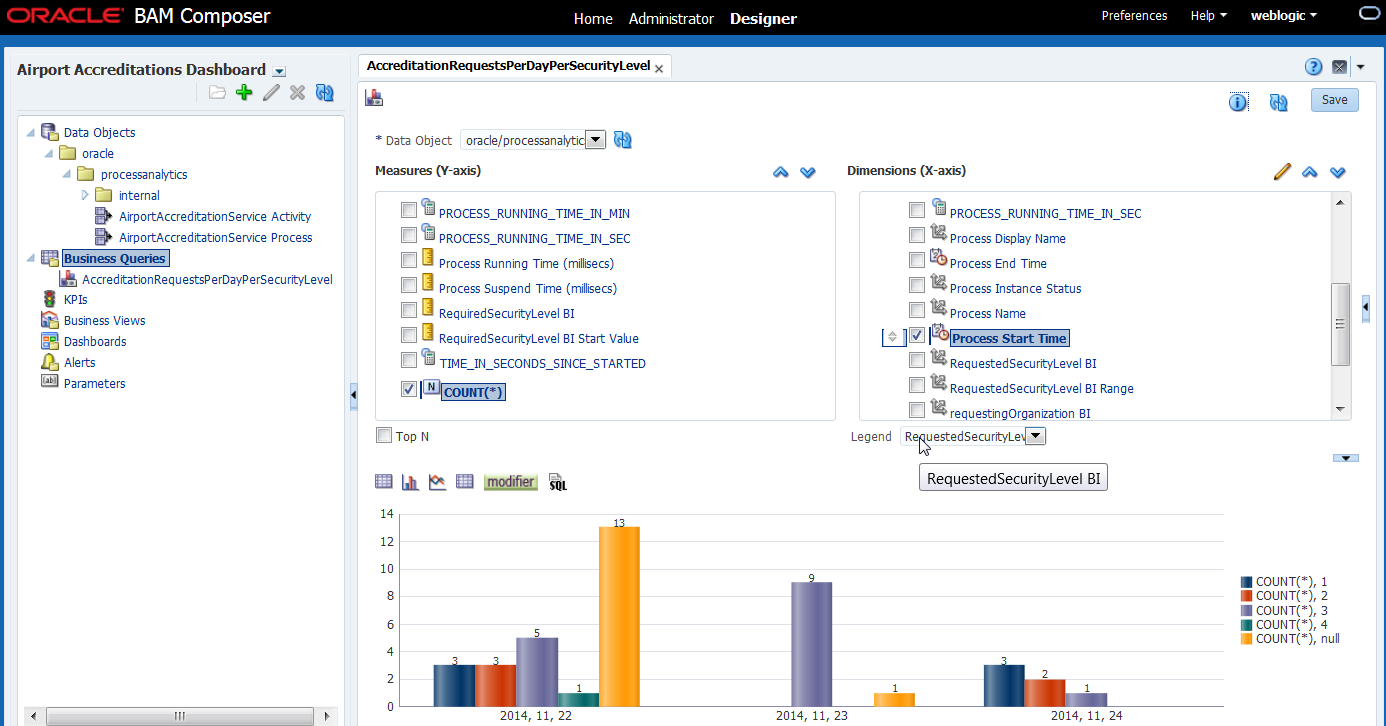 ORACLE BAM Composer Home Administrator Designer Preferences Help weblogic
Airport Accreditations Dashboard
Data Objects
oracle
processanalytics
internal
AirportAccreditationService Activity
AirportAccreditationService Process
Business Queries
AccreditationRequestsPerDayPerSecurityLevel
KPIs
Business Views
Dashboards
Alerts
Parameters
AccreditationRequestsPerDayPerSecurityLevel
Save
* Data Object oracle/processanalytic
Measures (Y-axis)
PROCESS_RUNNING_TIME_IN_MIN
PROCESS_RUNNING_TIME_IN_SEC
Process Running Time (millisecs)
Process Suspend Time (millisecs)
RequiredSecurityLevel BI
RequiredSecurityLevel BI Start Value
TIME_IN_SECONDS_SINCE_STARTED
N COUNT(*)
Top N
Dimensions (X-axis)
PROCESS_RUNNING_TIME_IN_SEC
Process Display Name
Process End Time
Process Instance Status
Process Name
Process Start Time
RequestedSecurityLevel BI
RequestedSecurityLevel BI Range
requestingOrganization BI
Legend RequestedSecurityLev
RequestedSecurityLevel BI
modifier SQL
14
12
10
8
6
4
2
0
3 3 5 1 13
9 1
3 2 1
2014, 11, 22 2014, 11, 23 2014, 11, 24
COUNT(*), 1
COUNT(*), 2
COUNT(*), 3
COUNT(*), 4
COUNT(*), null